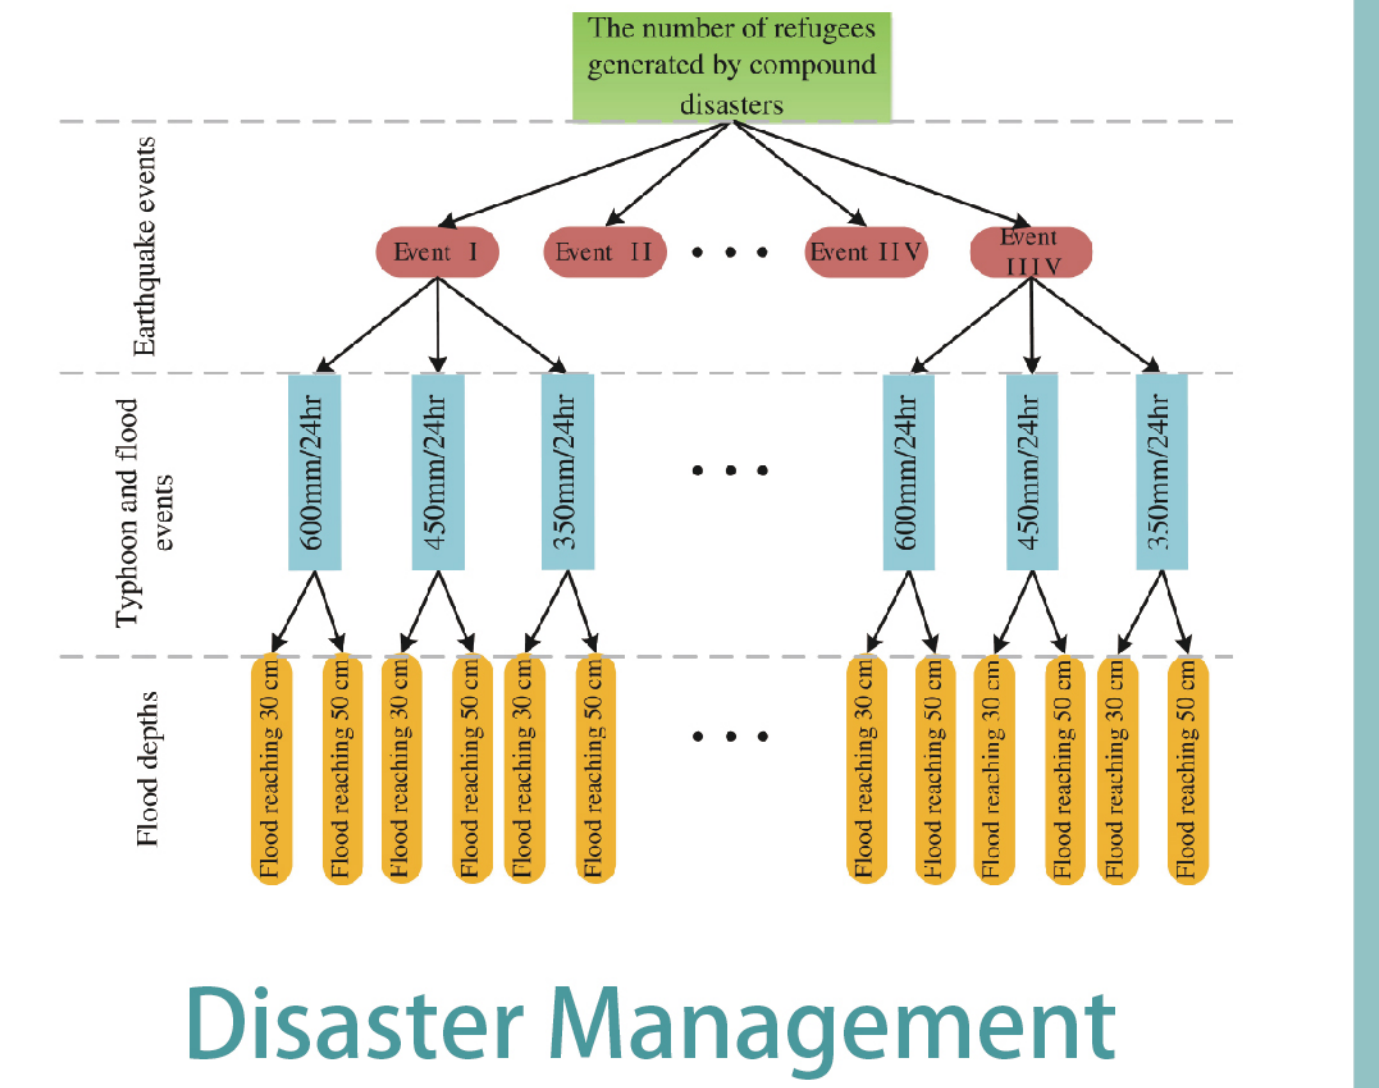 The number of refugees
generated by compound
disasters
Earthquake events
Event I
Event II
Event IIV
Event
IIIV
Typhoon and flood
events
600mm/24hr
450mm/24hr
350mm/24hr
600mm/24hr
450mm/24hr
350mm/24hr
Flood depths
Flood reaching 30 cm
Flood reaching 50 cm
Flood reaching 30 cm
Flood reaching 50 cm
Flood reaching 30 cm
Flood reaching 50 cm
Flood reaching 30 cm
Flood reaching 50 cm
Flood reaching 30 cm
Flood reaching 50 cm
Flood reaching 30 cm
Flood reaching 50 cm
Disaster Management